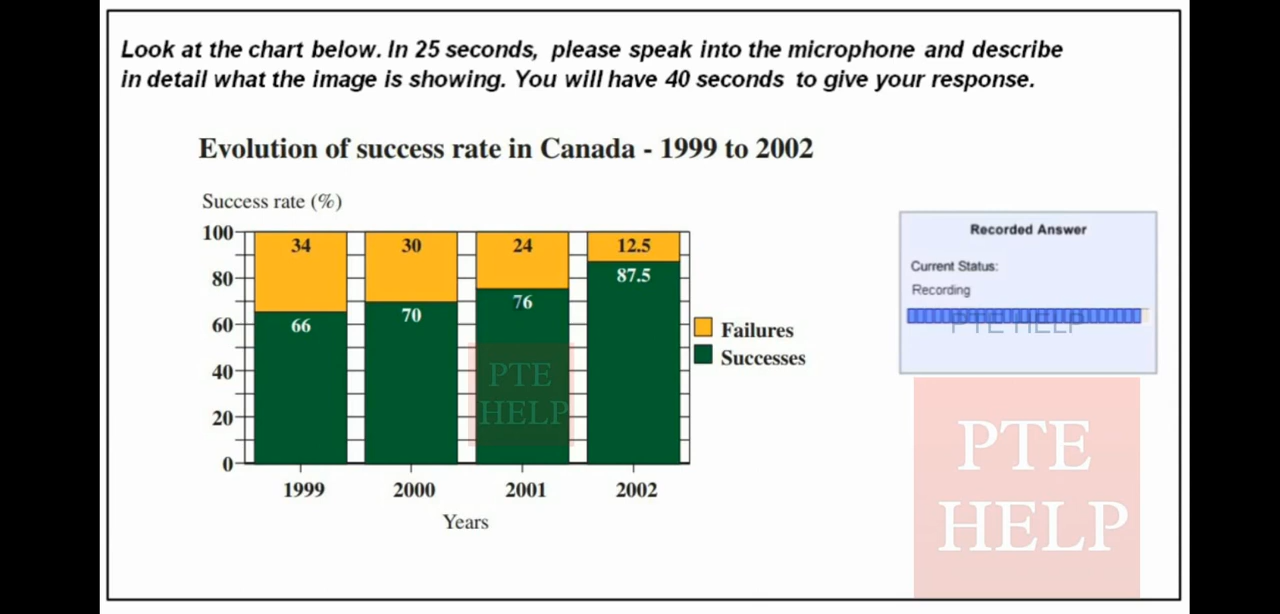 Look at the chart below. In 25 seconds, please speak into the microphone and describe
in detail what the image is showing. You will have 40 seconds to give your response.
Evolution of success rate in Canada - 1999 to 2002
Success rate (%)
100
80
60
40
20
0
34
30
24
12.5
66
70
76
87.5
1999
2000
2001
2002
Years
Failures
Successes
PTE
HELP
Recorded Answer
Current Status:
Recording
PTE HELP
PTE
HELP